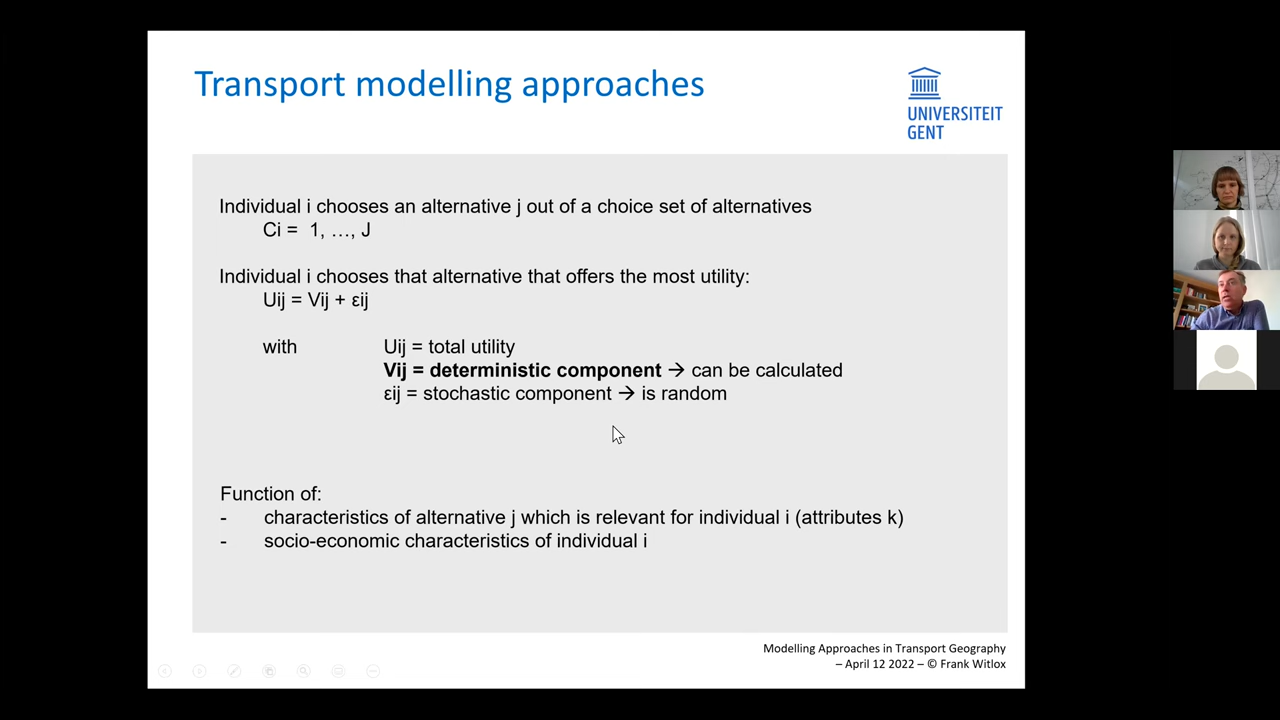 Transport modelling approaches
UNIVERSITEIT
GENT
Individual i chooses an alternative j out of a choice set of alternatives
Ci = 1, …, J
Individual i chooses that alternative that offers the most utility:
Uij = Vij + εij
with Uij = total utility
Vij = deterministic component → can be calculated
εij = stochastic component → is random
Function of:
- characteristics of alternative j which is relevant for individual i (attributes k)
- socio-economic characteristics of individual i
Modelling Approaches in Transport Geography
– April 12 2022 – © Frank Witlox